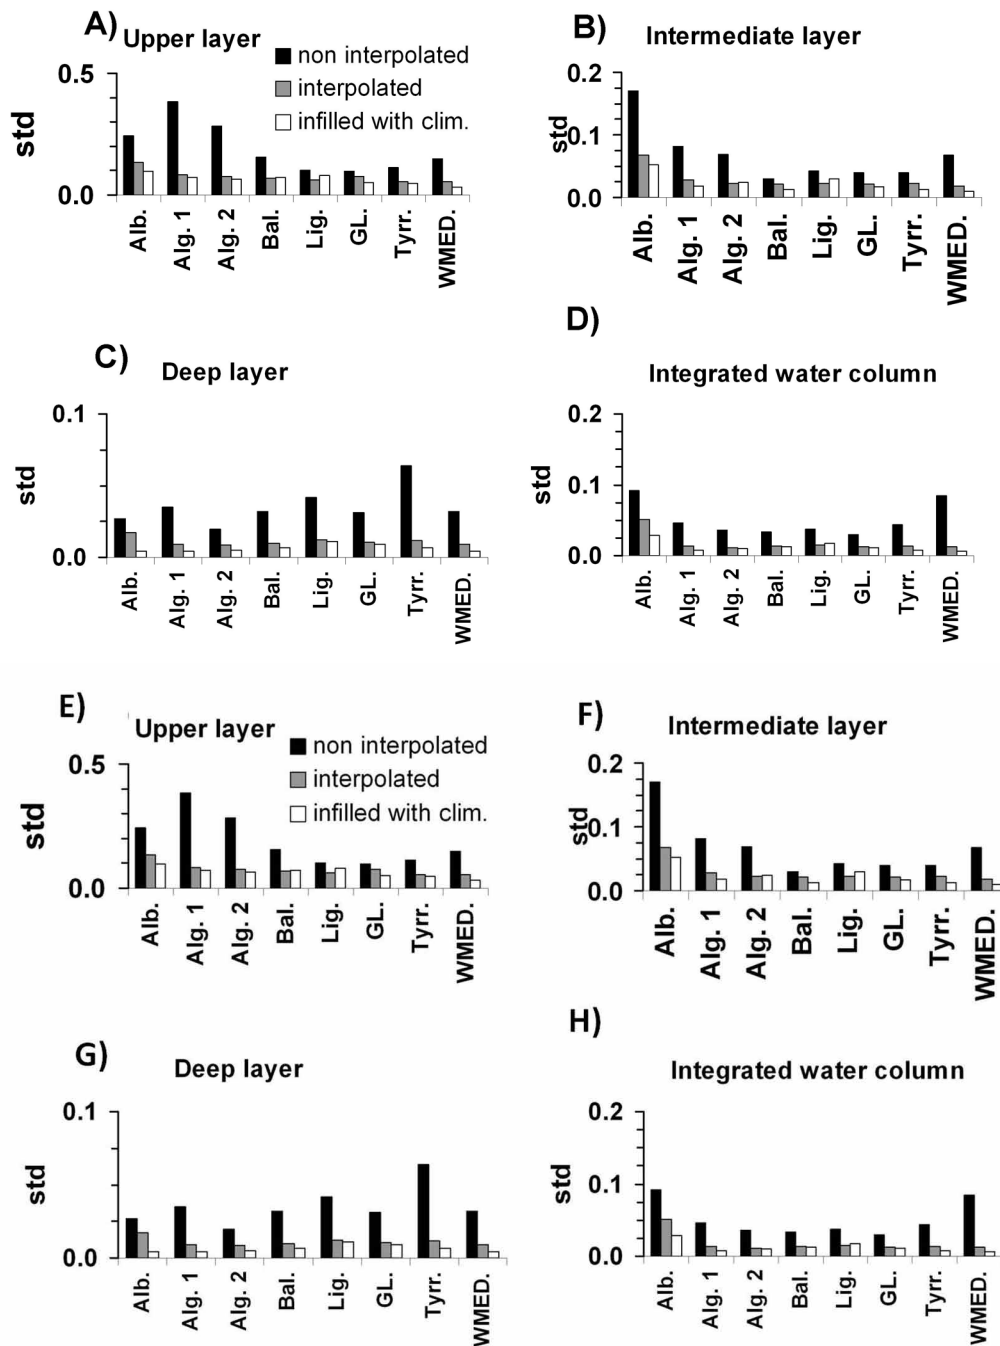 A)
Upper layer
non interpolated
interpolated
infilled with clim.
std
0.5
0.0
Alb.
Alg. 1
Alg. 2
Bal.
Lig.
GL.
Tyrr.
WMED.
B)
Intermediate layer
std
0.2
0.1
0.0
Alb.
Alg. 1
Alg. 2
Bal.
Lig.
GL.
Tyrr.
WMED.
C)
Deep layer
std
0.1
0.0
Alb.
Alg. 1
Alg. 2
Bal.
Lig.
GL.
Tyrr.
WMED.
D)
Integrated water column
std
0.2
0.1
0.0
Alb.
Alg. 1
Alg. 2
Bal.
Lig.
GL.
Tyrr.
WMED.
E)
Upper layer
non interpolated
interpolated
infilled with clim.
std
0.5
0.0
Alb.
Alg. 1
Alg. 2
Bal.
Lig.
GL.
Tyrr.
WMED.
F)
Intermediate layer
std
0.2
0.1
0.0
Alb.
Alg. 1
Alg. 2
Bal.
Lig.
GL.
Tyrr.
WMED.
G)
Deep layer
std
0.1
0.0
Alb.
Alg. 1
Alg. 2
Bal.
Lig.
GL.
Tyrr.
WMED.
H)
Integrated water column
std
0.2
0.1
0.0
Alb.
Alg. 1
Alg. 2
Bal.
Lig.
GL.
Tyrr.
WMED.